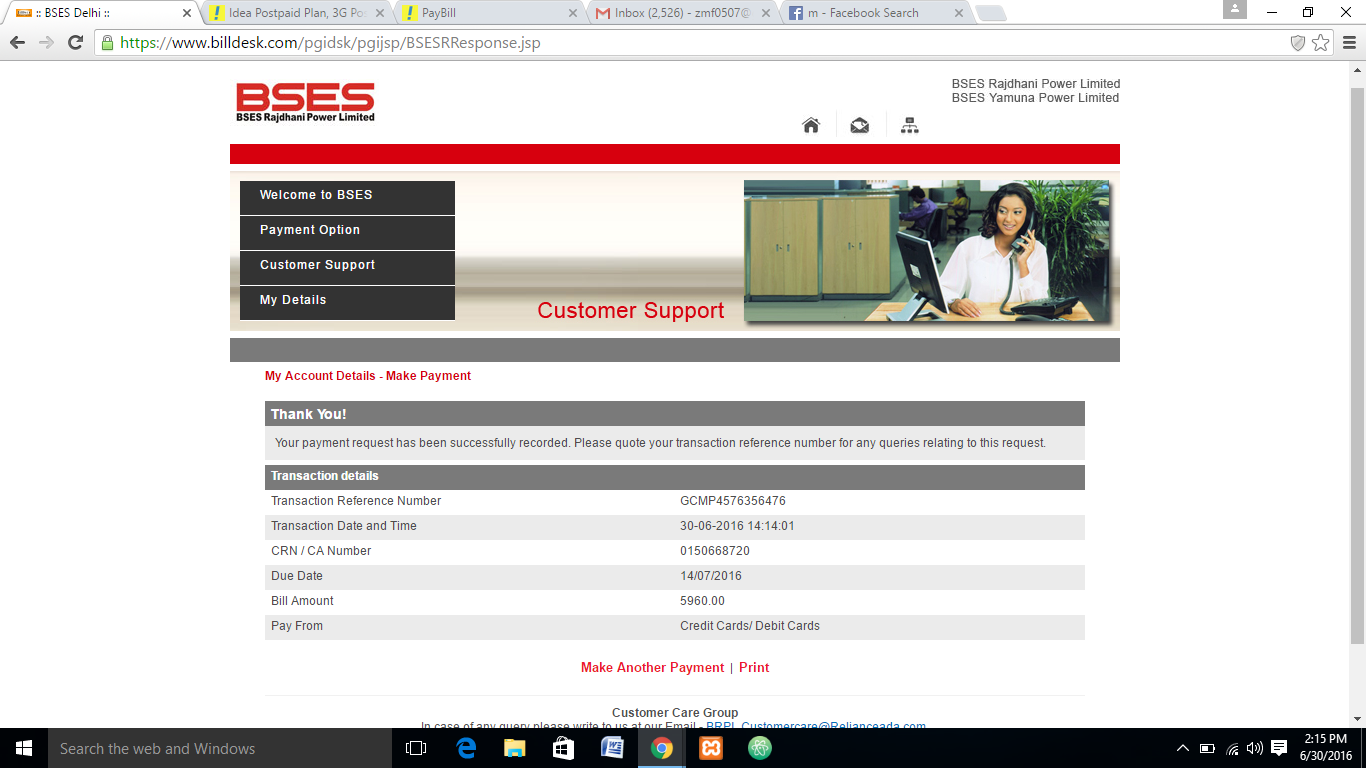 :: BSES Delhi ::
Idea Postpaid Plan, 3G Pos
PayBill
Inbox (2,526) - zmf0507@
m - Facebook Search
https://www.billdesk.com/pgidsk/pgijsp/BSESRResponse.jsp
BSES
BSES Rajdhani Power Limited
BSES Rajdhani Power Limited
BSES Yamuna Power Limited
Welcome to BSES
Payment Option
Customer Support
My Details
Customer Support
My Account Details - Make Payment
Thank You!
Your payment request has been successfully recorded. Please quote your transaction reference number for any queries relating to this request.
Transaction details
Transaction Reference Number GCMP4576356476
Transaction Date and Time 30-06-2016 14:14:01
CRN / CA Number 0150668720
Due Date 14/07/2016
Bill Amount 5960.00
Pay From Credit Cards/ Debit Cards
Make Another Payment | Print
Customer Care Group
In case of any query please write to us at our Email - BRPL.Customercare@Relianceada.com
Search the web and Windows
2:15 PM
6/30/2016